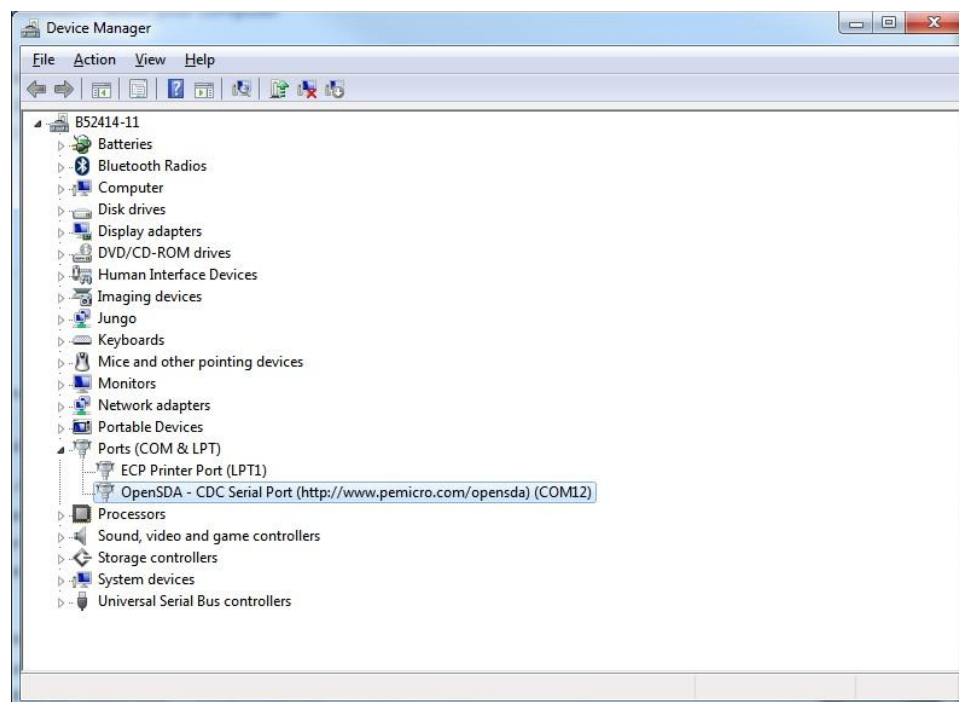 Device Manager
File Action View Help
B52414-11
Batteries
Bluetooth Radios
Computer
Disk drives
Display adapters
DVD/CD-ROM drives
Human Interface Devices
Imaging devices
Jungo
Keyboards
Mice and other pointing devices
Monitors
Network adapters
Portable Devices
Ports (COM & LPT)
ECP Printer Port (LPT1)
OpenSDA - CDC Serial Port (http://www.pemicro.com/opensda) (COM12)
Processors
Sound, video and game controllers
Storage controllers
System devices
Universal Serial Bus controllers